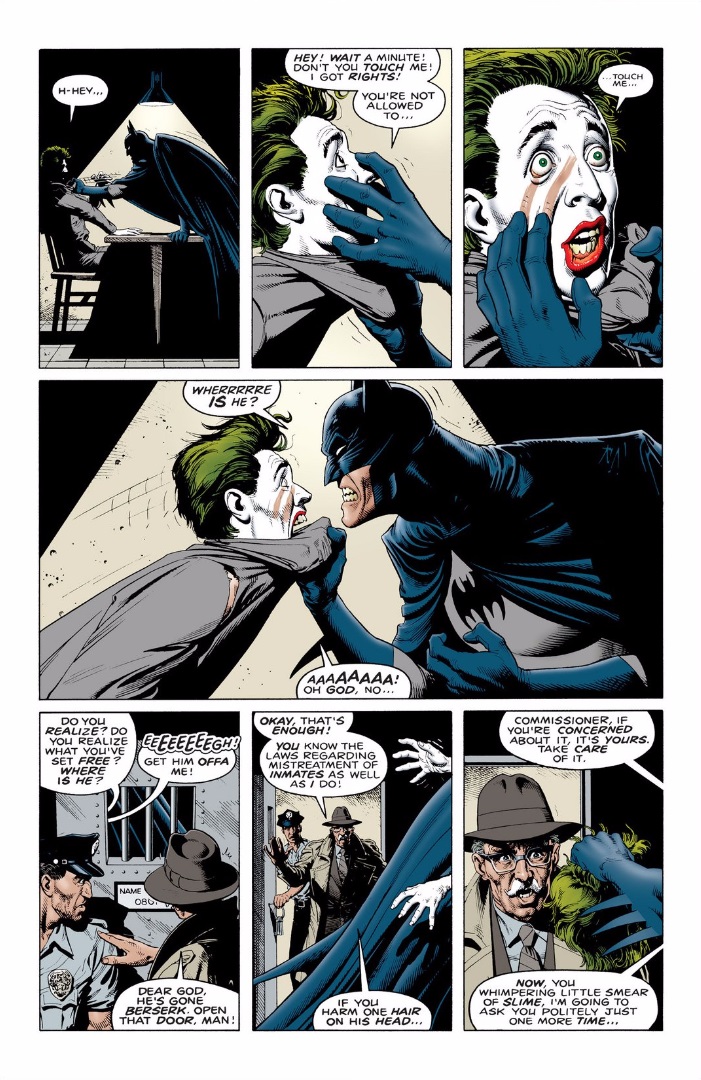 H-HEY...
HEY! WAIT A MINUTE!
DON'T YOU TOUCH ME!
I GOT RIGHTS!
YOU'RE NOT
ALLOWED
TO...
...TOUCH
ME...
WHERRRRRE
IS HE?
AAAAAAAA!
OH GOD, NO...
DO YOU
REALIZE? DO
YOU REALIZE
WHAT YOU'VE
SET FREE?
WHERE
IS HE?
EEEEEEEEGH!
GET HIM OFFA
ME!
NAME
DEAR GOD,
HE'S GONE
BERSERK. OPEN
THAT DOOR, MAN!
OKAY, THAT'S
ENOUGH!
YOU KNOW THE
LAWS REGARDING
MISTREATMENT OF
INMATES AS WELL
AS I DO!
IF YOU
HARM ONE HAIR
ON HIS HEAD...
COMMISSIONER, IF
YOU'RE CONCERNED
ABOUT IT, IT'S YOURS.
TAKE CARE
OF IT.
NOW, YOU
WHIMPERING LITTLE SMEAR
OF SLIME, I'M GOING TO
ASK YOU POLITELY JUST
ONE MORE TIME...